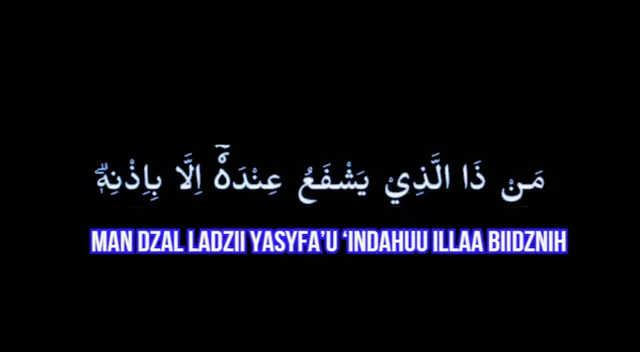 مَنْ ذَا الَّذِيْ يَشْفَعُ عِنْدَهٗٓ اِلَّا بِاِذْنِهٖۗ
MAN DZAL LADZII YASYFA’U ‘INDAHUU ILLAA BIIDZNIH